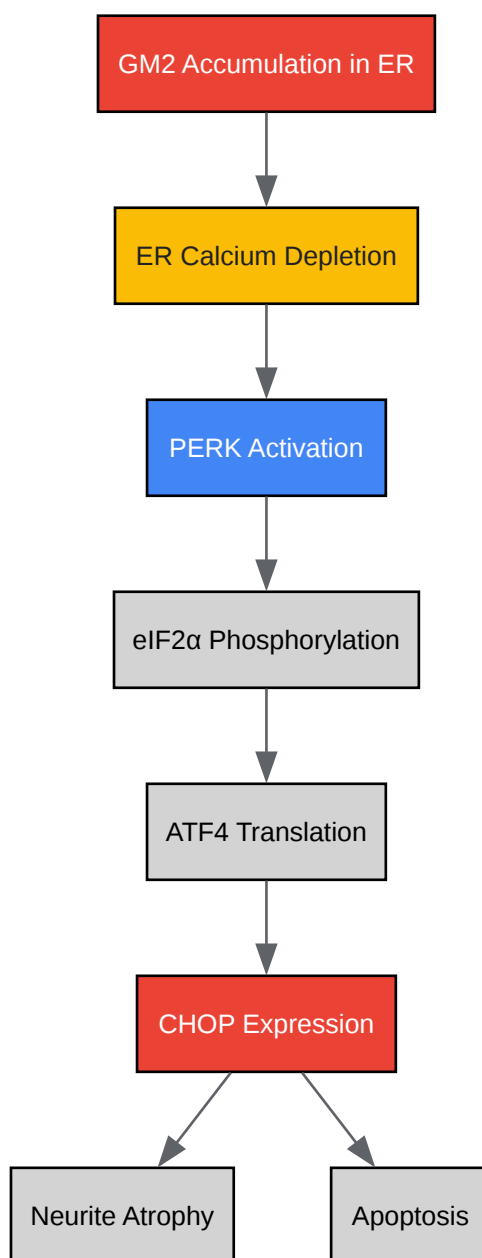 GM2 Accumulation in ER
ER Calcium Depletion
PERK Activation
eIF2α Phosphorylation
ATF4 Translation
CHOP Expression
Neurite Atrophy
Apoptosis